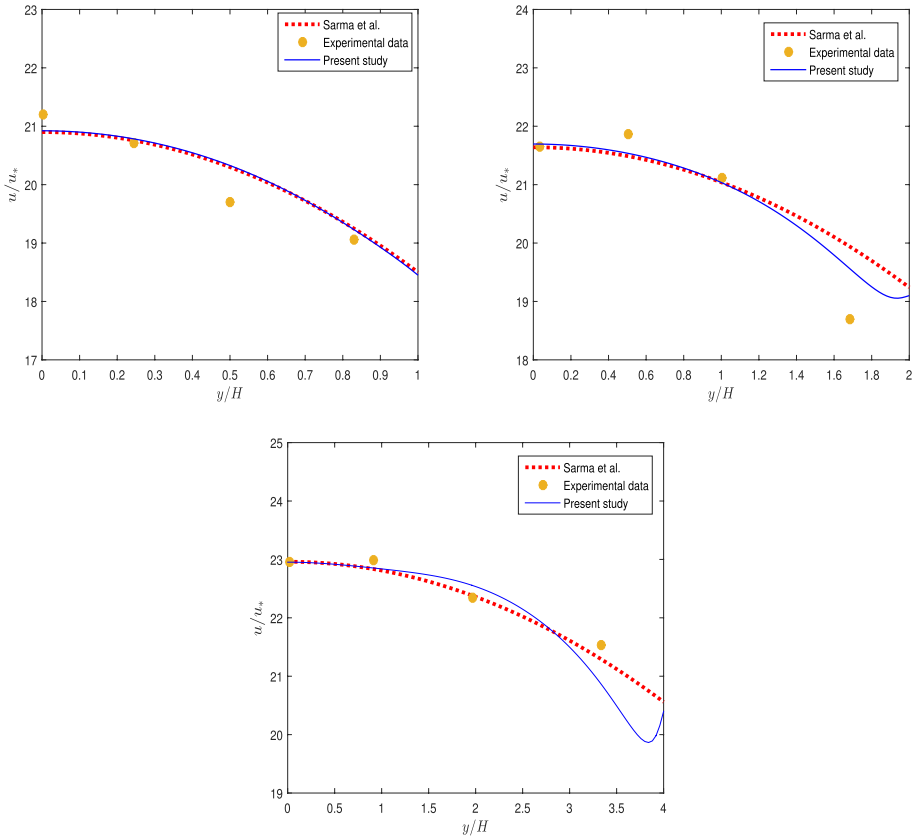 23
22
21
20
19
18
17
u/u*
Sarma et al.
Experimental data
Present study
0 0.1 0.2 0.3 0.4 0.5 0.6 0.7 0.8 0.9 1
y/H
24
23
22
21
20
19
18
u/u*
Sarma et al.
Experimental data
Present study
0 0.2 0.4 0.6 0.8 1 1.2 1.4 1.6 1.8 2
y/H
25
24
23
22
21
20
19
u/u*
Sarma et al.
Experimental data
Present study
0 0.5 1 1.5 2 2.5 3 3.5 4
y/H